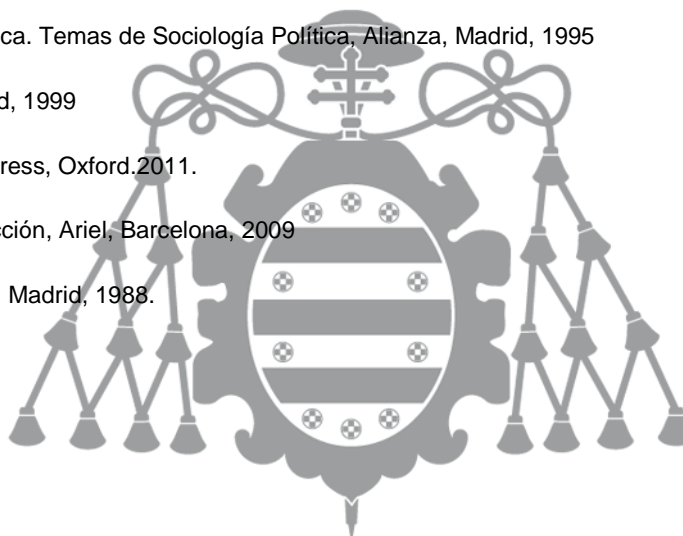 ca. Temas de Sociología Política, Alianza, Madrid, 1995
d, 1999
ress, Oxford.2011.
cción, Ariel, Barcelona, 2009
Madrid, 1988.